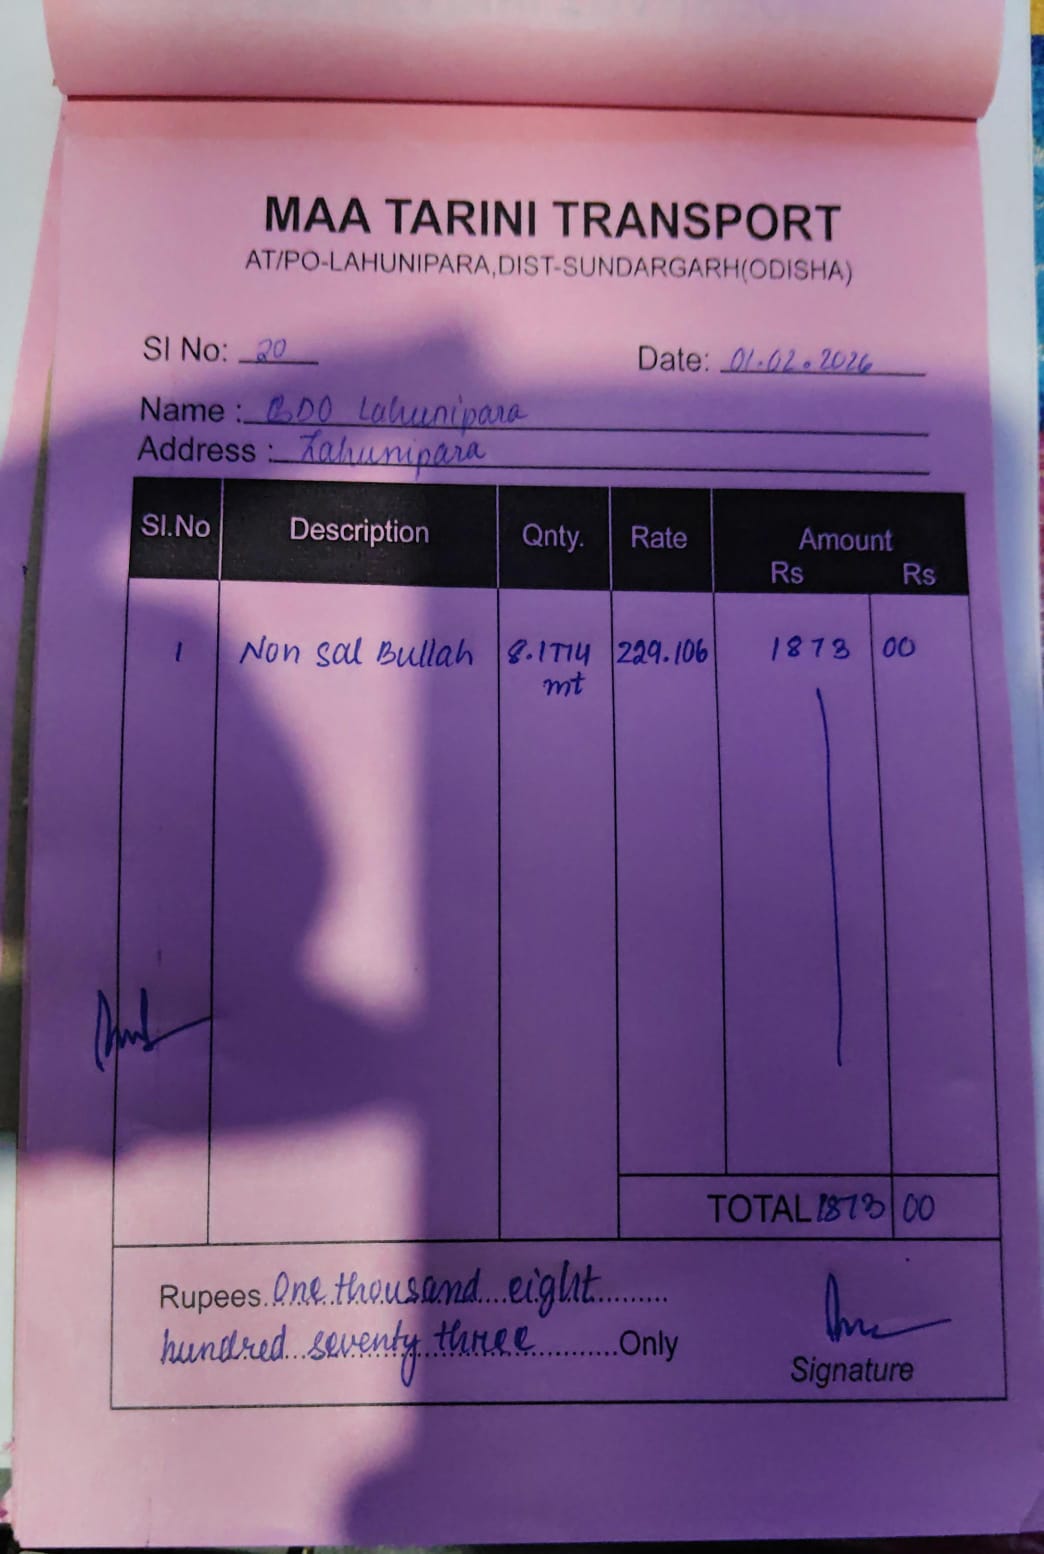 MAA TARINI TRANSPORT
AT/PO-LAHUNIPARA,DIST-SUNDARGARH(ODISHA)
Sl No: 20 Date: 01.02.2026
Name : BDO Lahunipara
Address : Lahunipara
Sl.No Description Qnty. Rate Amount
Rs Rs
1 Non sal Bullah 229.106 1873 00
mt
TOTAL 1873 00
Rupees One thousand eight
hundred seventy three Only
Signature